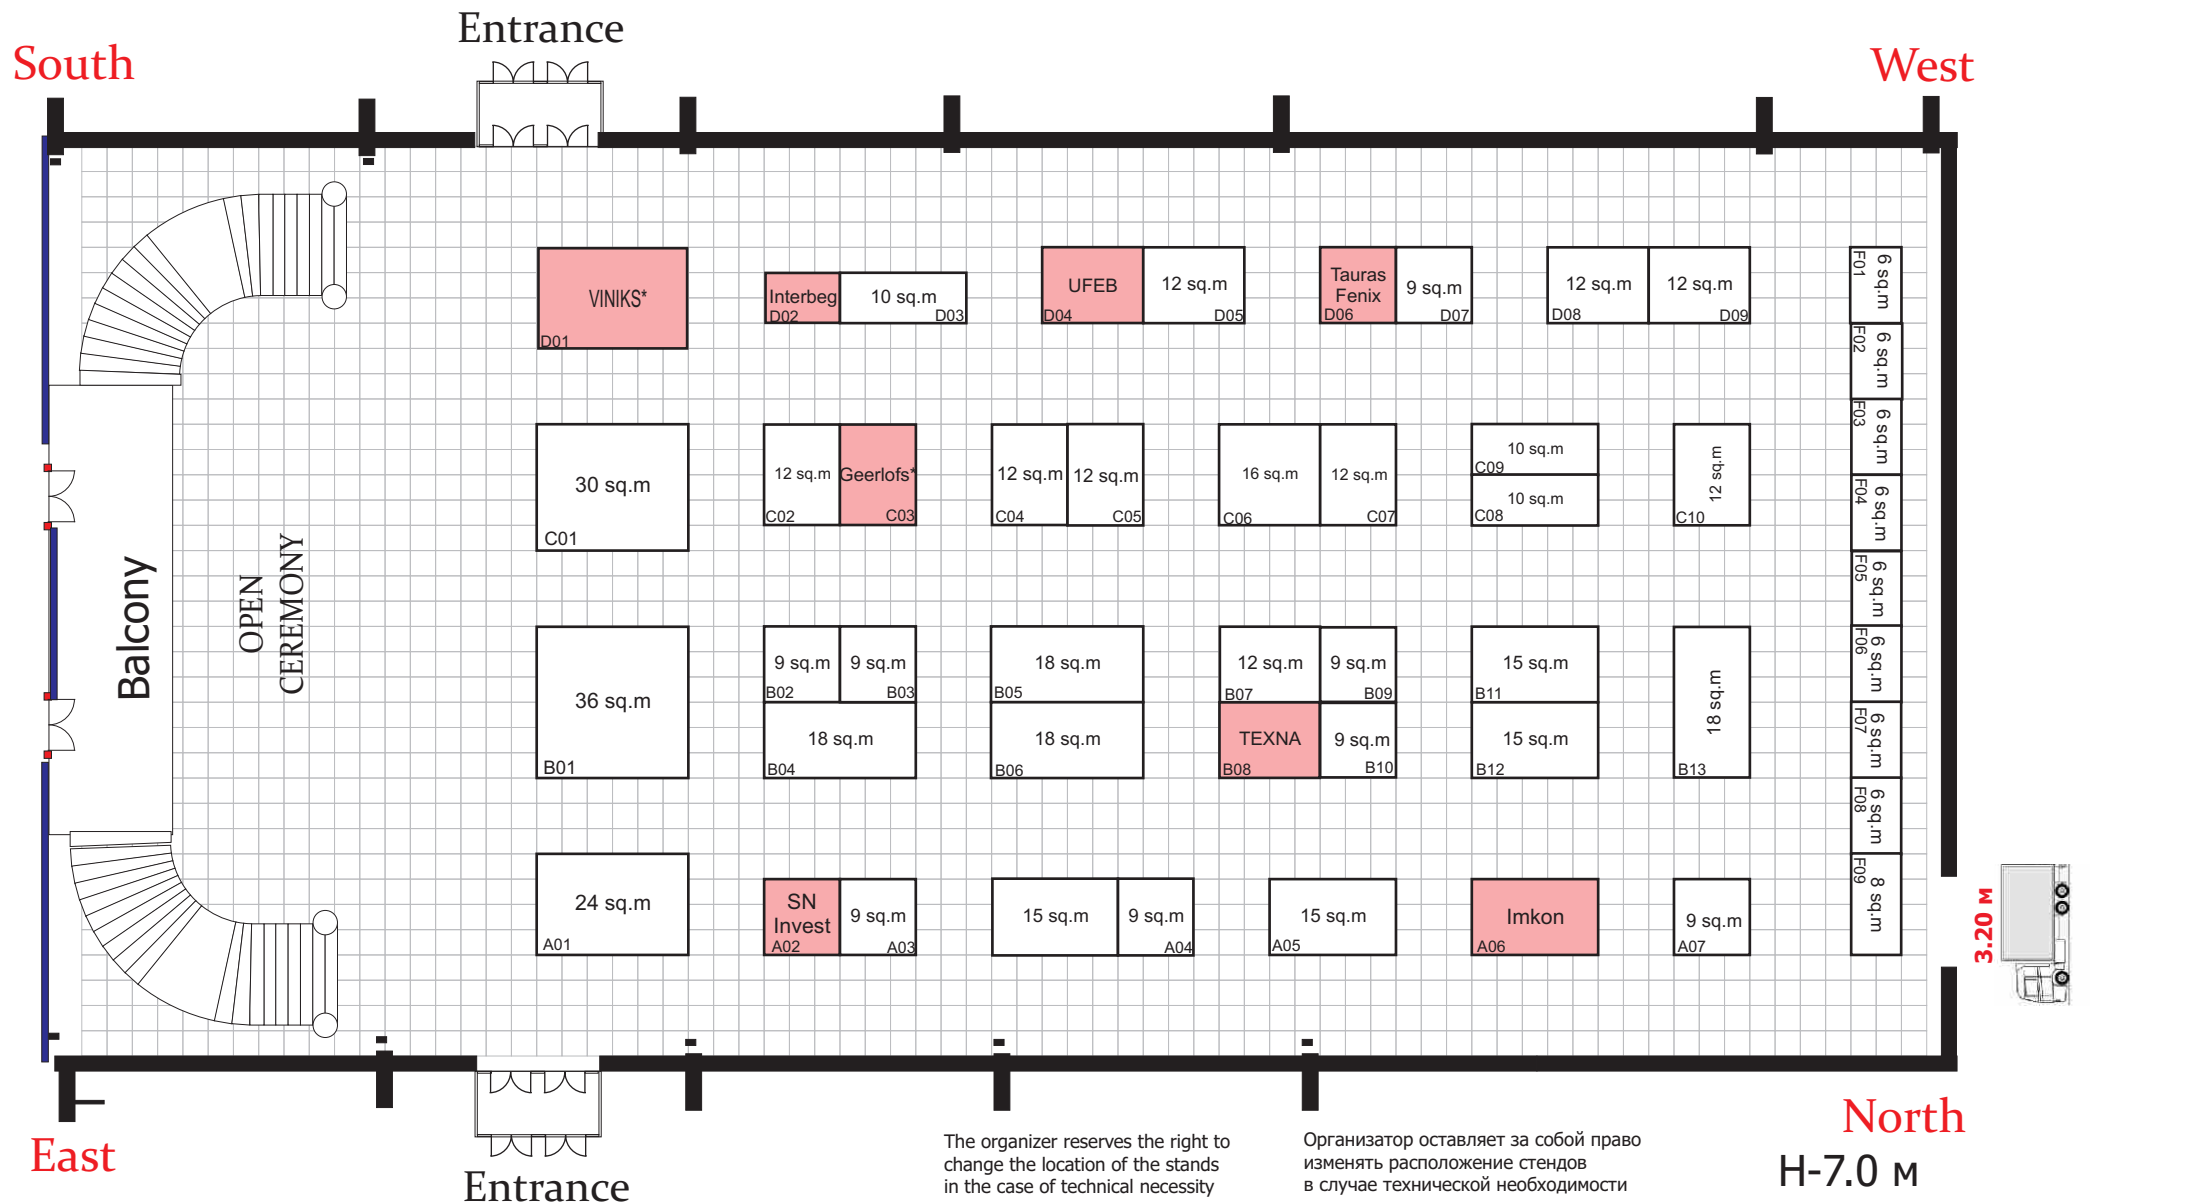 Entrance
South
West
VINIKS*
D01
Interbeg
D02
10 sq.m
D03
UFEB
D04
12 sq.m
D05
Tauras
Fenix
D06
9 sq.m
D07
12 sq.m
D08
12 sq.m
D09
6 sq.m
F01
6 sq.m
F02
6 sq.m
F03
6 sq.m
F04
6 sq.m
F05
6 sq.m
F06
6 sq.m
F07
6 sq.m
F08
8 sq.m
F09
30 sq.m
C01
12 sq.m
C02
Geerlofs*
C03
12 sq.m
C04
12 sq.m
C05
16 sq.m
C06
12 sq.m
C07
10 sq.m
C09
10 sq.m
C08
12 sq.m
C10
Balcony
OPEN
CEREMONY
36 sq.m
B01
9 sq.m
B02
9 sq.m
B03
18 sq.m
B04
18 sq.m
B05
18 sq.m
B06
12 sq.m
B07
9 sq.m
B09
TEXNA
B08
9 sq.m
B10
15 sq.m
B11
15 sq.m
B12
18 sq.m
B13
24 sq.m
A01
SN
Invest
A02
9 sq.m
A03
15 sq.m
9 sq.m
A04
15 sq.m
A05
Imkon
A06
9 sq.m
A07
3.20 м
East
North
Entrance
The organizer reserves the right to
change the location of the stands
in the case of technical necessity
Организатор оставляет за собой право
изменять расположение стендов
в случае технической необходимости
H-7.0 м